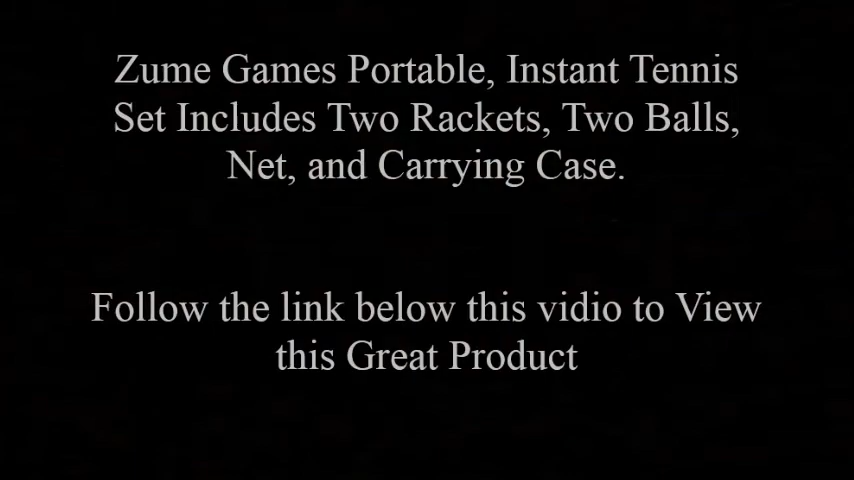 Zume Games Portable, Instant Tennis
Set Includes Two Rackets, Two Balls,
Net, and Carrying Case.
Follow the link below this vidio to View
this Great Product